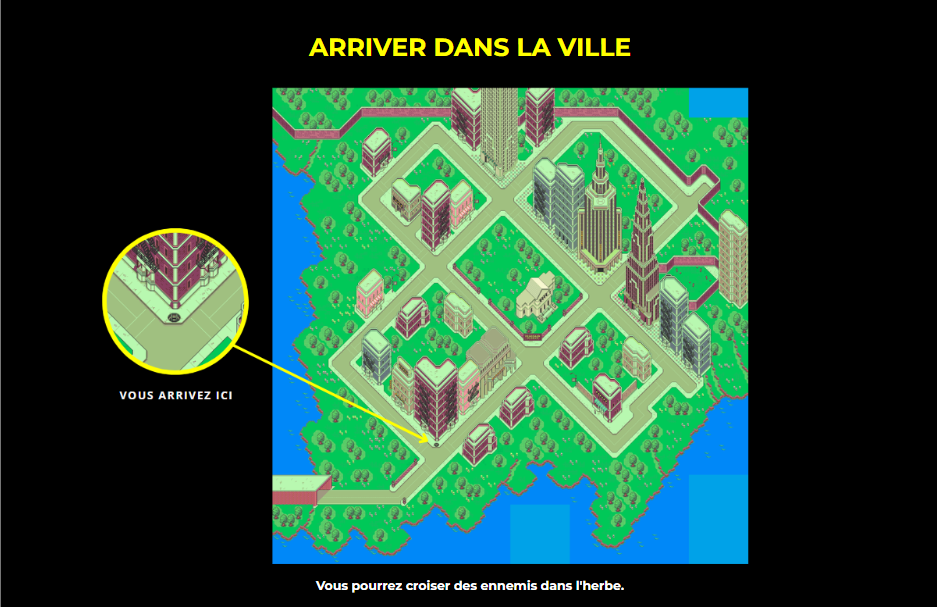 ARRIVER DANS LA VILLE
VOUS ARRIVEZ ICI
Vous pourrez croiser des ennemis dans l'herbe.